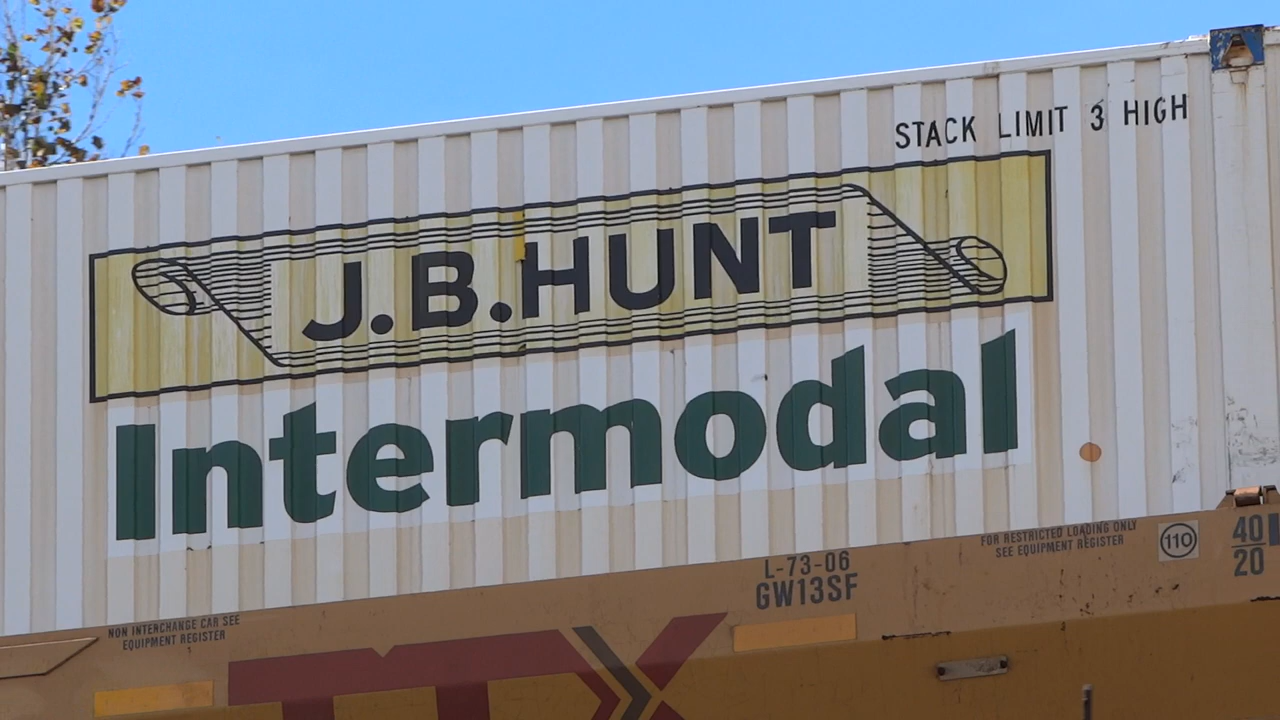 STACK LIMIT 3 HIGH
J.B.HUNT
Intermodal
FOR RESTRICTED LOADING ONLY
SEE EQUIPMENT REGISTER
110
40
20
L-73-06
GW13SF
NON INTERCHANGE CAR SEE
EQUIPMENT REGISTER
TTX